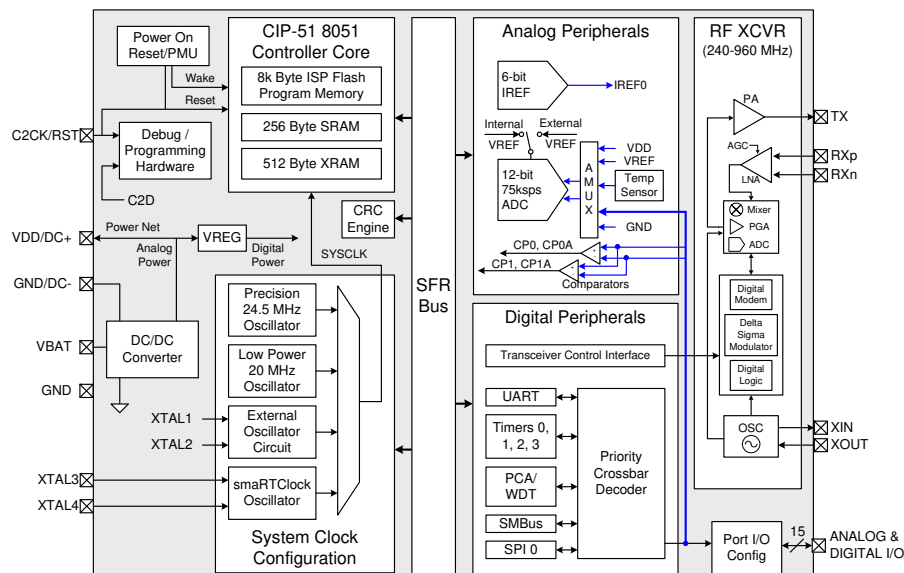 Power On
Reset/PMU
Wake
Reset
C2CK/RST
Debug /
Programming
Hardware
C2D
CIP-51 8051
Controller Core
8k Byte ISP Flash
Program Memory
256 Byte SRAM
512 Byte XRAM
VDD/DC+
Power Net
Analog
Power
VREG
Digital
Power
SYSCLK
CRC
Engine
GND/DC-
VBAT
DC/DC
Converter
GND
Precision
24.5 MHz
Oscillator
Low Power
20 MHz
Oscillator
XTAL1
XTAL2
External
Oscillator
Circuit
XTAL3
XTAL4
smaRTClock
Oscillator
System Clock
Configuration
SFR
Bus
Analog Peripherals
6-bit
IREF
IREF0
Internal
VREF
External
VREF
12-bit
75ksps
ADC
A
M
U
X
VDD
VREF
Temp
Sensor
GND
CP0, CP0A
CP1, CP1A
+
-
+
-
Comparators
Digital Peripherals
Transceiver Control Interface
UART
Timers 0,
1, 2, 3
PCA/
WDT
SMBus
SPI 0
Priority
Crossbar
Decoder
RF XCVR
(240-960 MHz)
PA
TX
AGC
LNA
RXp
RXn
Mixer
PGA
ADC
Digital
Modem
Delta
Sigma
Modulator
Digital
Logic
OSC
XIN
XOUT
Port I/O
Config
15
ANALOG &
DIGITAL I/O